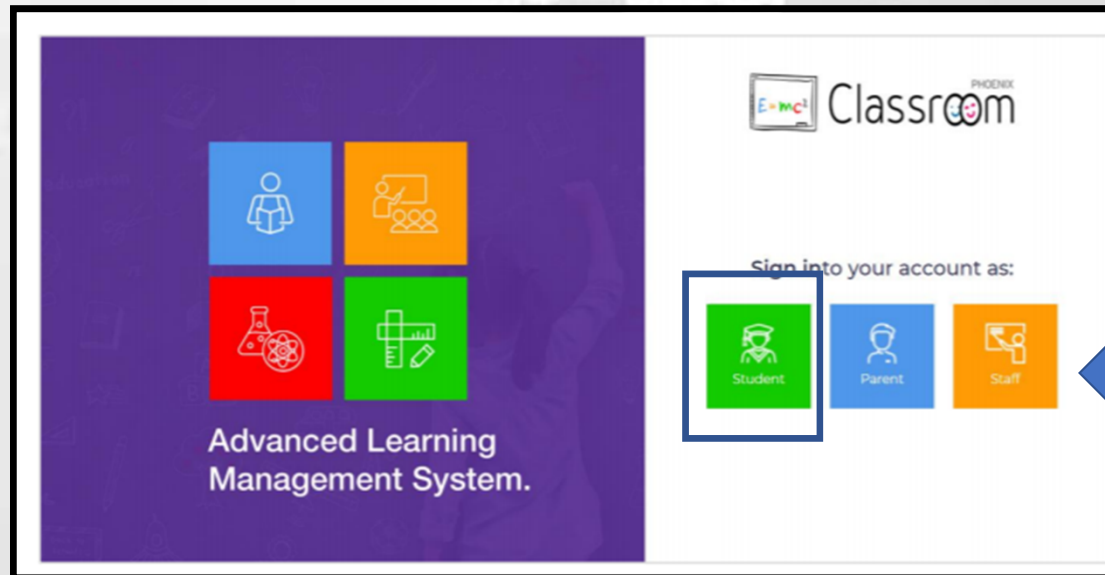 Advanced Learning
Management System.
E=mc²
PHOENIX
Classroom
Sign into your account as:
Student
Parent
Staff